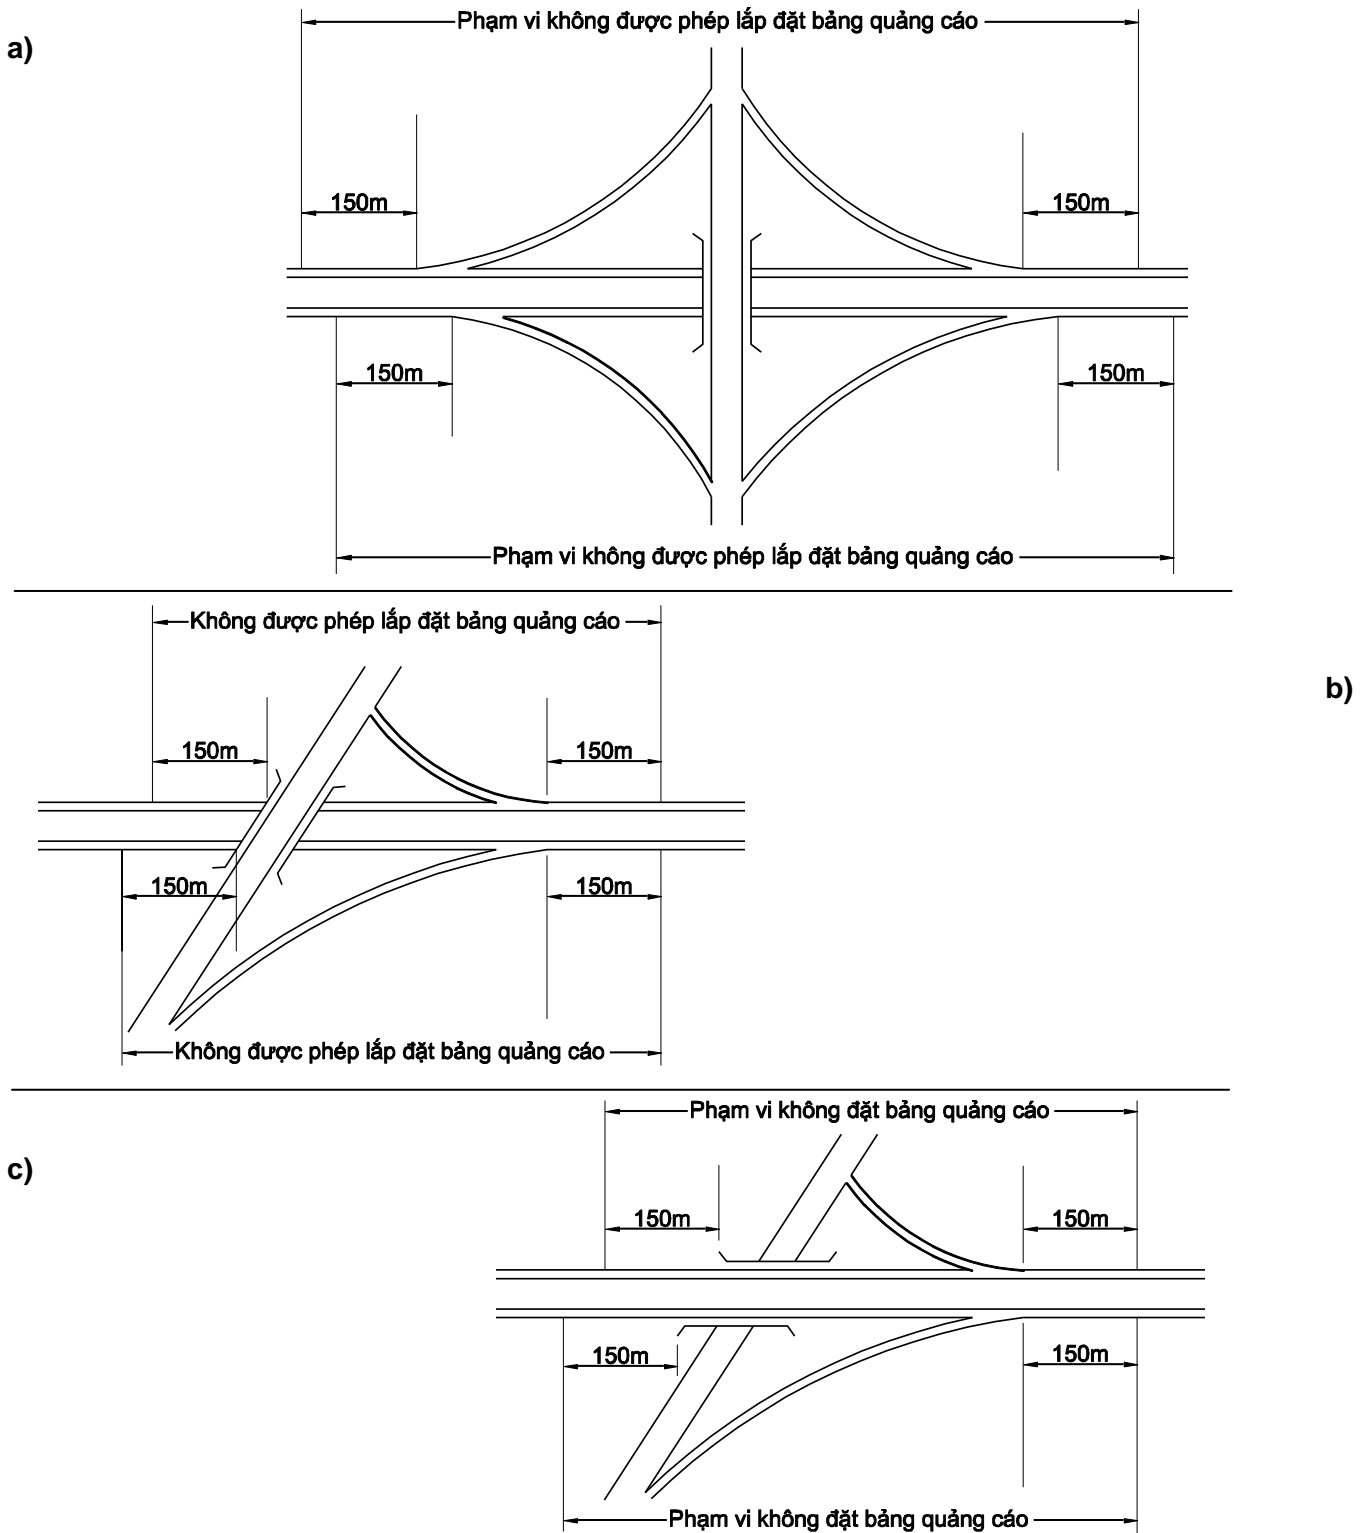 Phạm vi không được phép lắp đặt bảng quảng cáo
a)
150m
150m
150m
150m
Phạm vi không được phép lắp đặt bảng quảng cáo
Không được phép lắp đặt bảng quảng cáo
b)
150m
150m
150m
150m
Không được phép lắp đặt bảng quảng cáo
Phạm vi không đặt bảng quảng cáo
c)
150m
150m
150m
150m
Phạm vi không đặt bảng quảng cáo